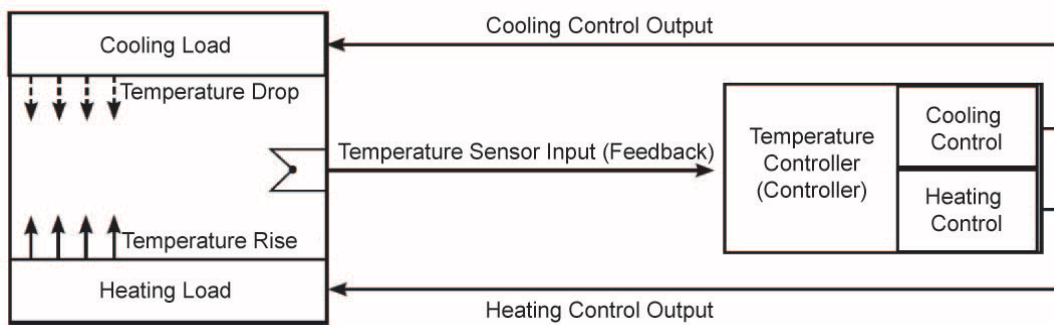 Cooling Control Output
Cooling Load
Temperature Drop
Temperature Sensor Input (Feedback)
Temperature
Controller
(Controller)
Cooling
Control
Heating
Control
Temperature Rise
Heating Load
Heating Control Output